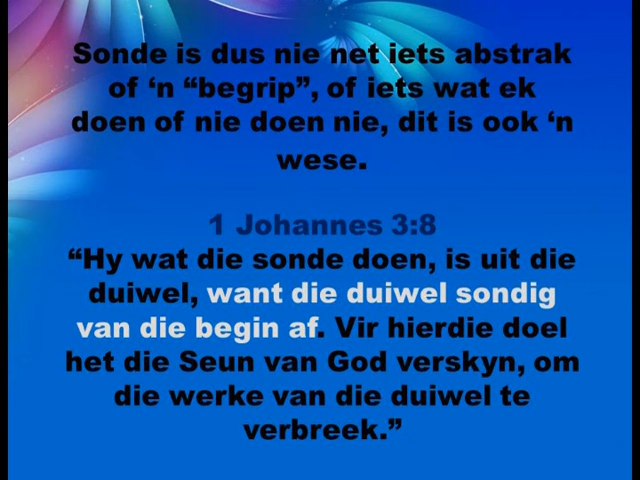 Sonde is dus nie net iets abstrak
of ‘n “begrip”, of iets wat ek
doen of nie doen nie, dit is ook ‘n
wese.
1 Johannes 3:8
“Hy wat die sonde doen, is uit die
duiwel, want die duiwel sondig
van die begin af. Vir hierdie doel
het die Seun van God verskyn, om
die werke van die duiwel te
verbreek.”